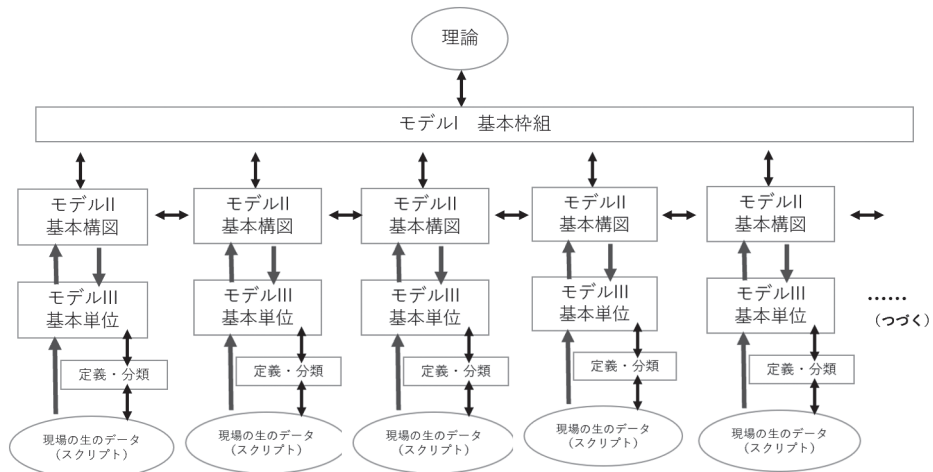 理論
モデルI　基本枠組
モデルII
基本構図
モデルII
基本構図
モデルII
基本構図
モデルII
基本構図
モデルII
基本構図
モデルIII
基本単位
モデルIII
基本単位
モデルIII
基本単位
モデルIII
基本単位
モデルIII
基本単位
……
（つづく）
定義・分類
定義・分類
定義・分類
定義・分類
定義・分類
現場の生のデータ
（スクリプト）
現場の生のデータ
（スクリプト）
現場の生のデータ
（スクリプト）
現場の生のデータ
（スクリプト）
現場の生のデータ
（スクリプト）